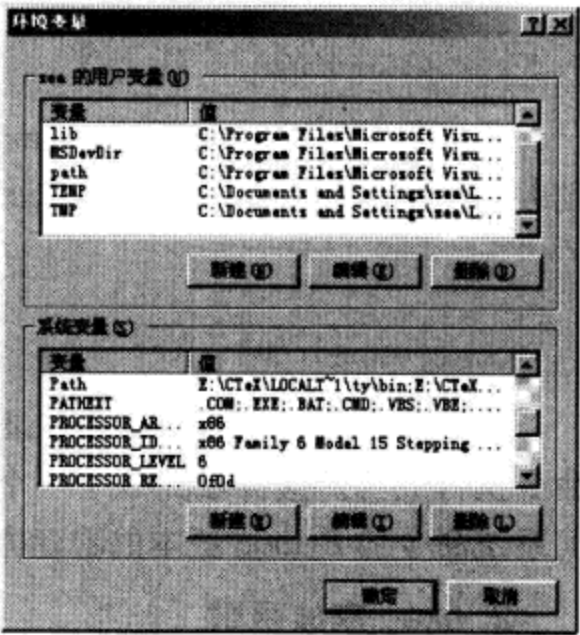 环境变量
sea 的用户变量(U)
变量 值
lib C:\Program Files\Microsoft Visu...
MSDevDir C:\Program Files\Microsoft Visu...
path C:\Program Files\Microsoft Visu...
TEMP C:\Documents and Settings\sea\L...
TMP C:\Documents and Settings\sea\L...
新建(N) 编辑(E) 删除(D)
系统变量(S)
变量 值
Path E:\CTeX\LOCALT~1\ty\bin;E:\CTeX...
PATHEXT .COM;.EXE;.BAT;.CMD;.VBS;.VBE;....
PROCESSOR_AR... x86
PROCESSOR_ID... x86 Family 6 Model 15 Stepping ...
PROCESSOR_LEVEL 6
PROCESSOR_RE... 0f0d
新建(W) 编辑(I) 删除(L)
确定 取消